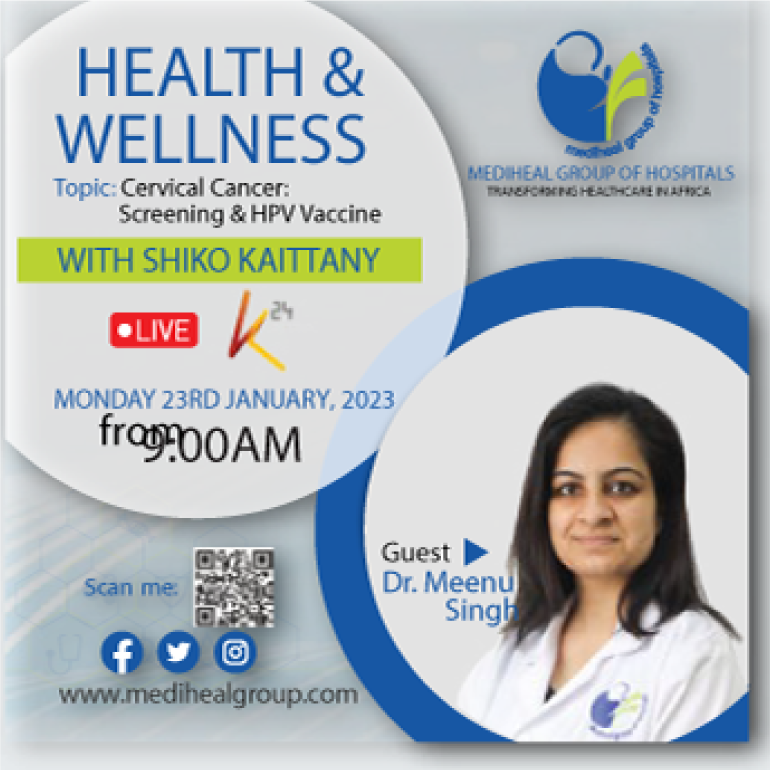 HEALTH &
WELLNESS
Topic: Cervical Cancer:
Screening & HPV Vaccine
WITH SHIKO KAITTANY
LIVE
K24
MONDAY 23RD JANUARY, 2023
from 9:00AM
Scan me:
www.medihealgroup.com
mediheal group of hospitals
MEDIHEAL GROUP OF HOSPITALS
TRANSFORMING HEALTHCARE IN AFRICA
Guest
Dr. Meenu
Singh